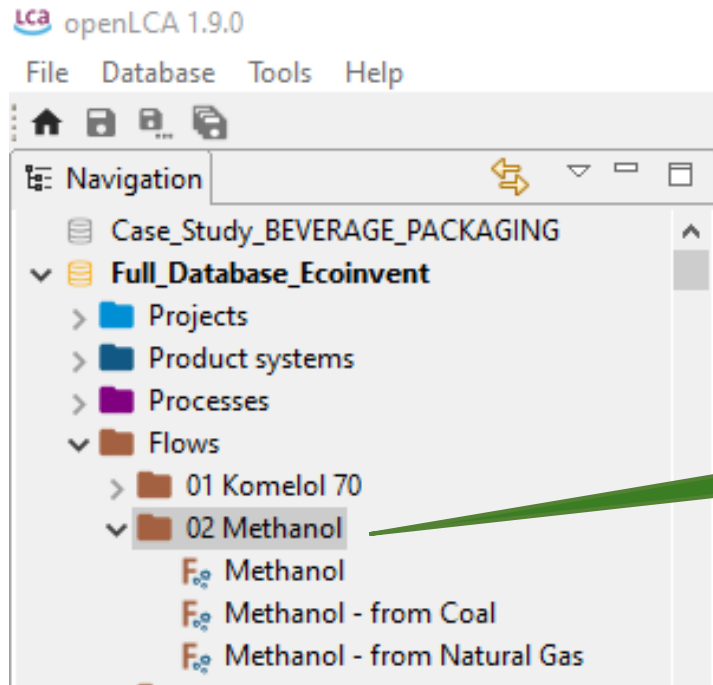 LCa openLCA 1.9.0
File Database Tools Help
Navigation
Case_Study_BEVERAGE_PACKAGING
Full_Database_Ecoinvent
Projects
Product systems
Processes
Flows
01 Komelol 70
02 Methanol
Methanol
Methanol - from Coal
Methanol - from Natural Gas